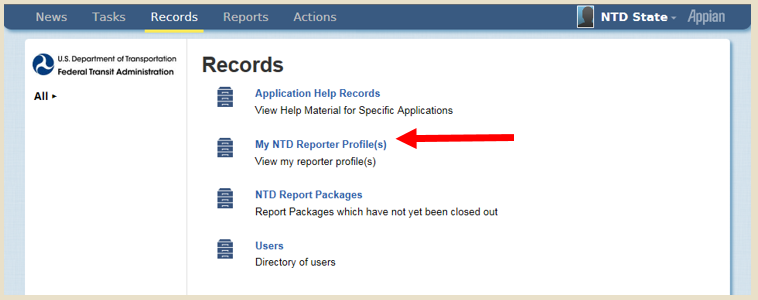 News Tasks Records Reports Actions NTD State Appian
U.S. Department of Transportation
Federal Transit Administration
All
Records
Application Help Records
View Help Material for Specific Applications
My NTD Reporter Profile(s)
View my reporter profile(s)
NTD Report Packages
Report Packages which have not yet been closed out
Users
Directory of users